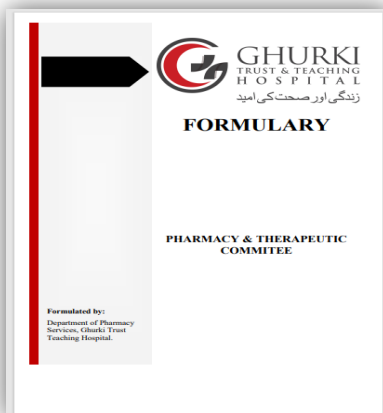 GHURKI
TRUST & TEACHING
HOSPITAL
زندگی اور صحت کی امید
FORMULARY
PHARMACY & THERAPEUTIC
COMMITEE
Formulated by:
Department of Pharmacy
Services, Ghurki Trust
Teaching Hospital.